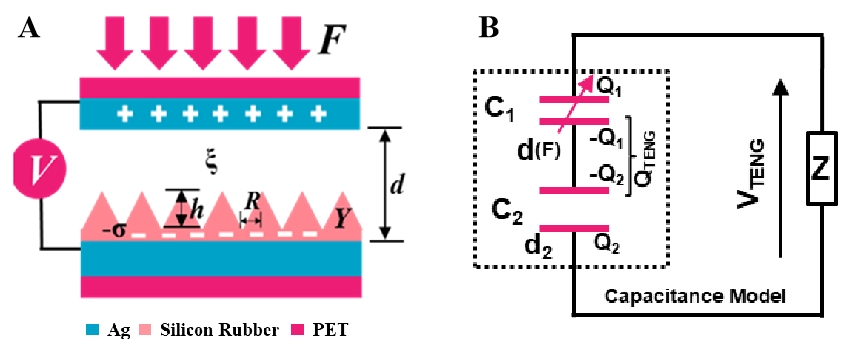 A
F
+ + + + + + +
V
ξ
d
h
R
-σ
Y
Ag Silicon Rubber PET
B
C1
Q1
d(F)
-Q1
-Q2
QTENG
C2
d2
Q2
VTENG
Z
Capacitance Model